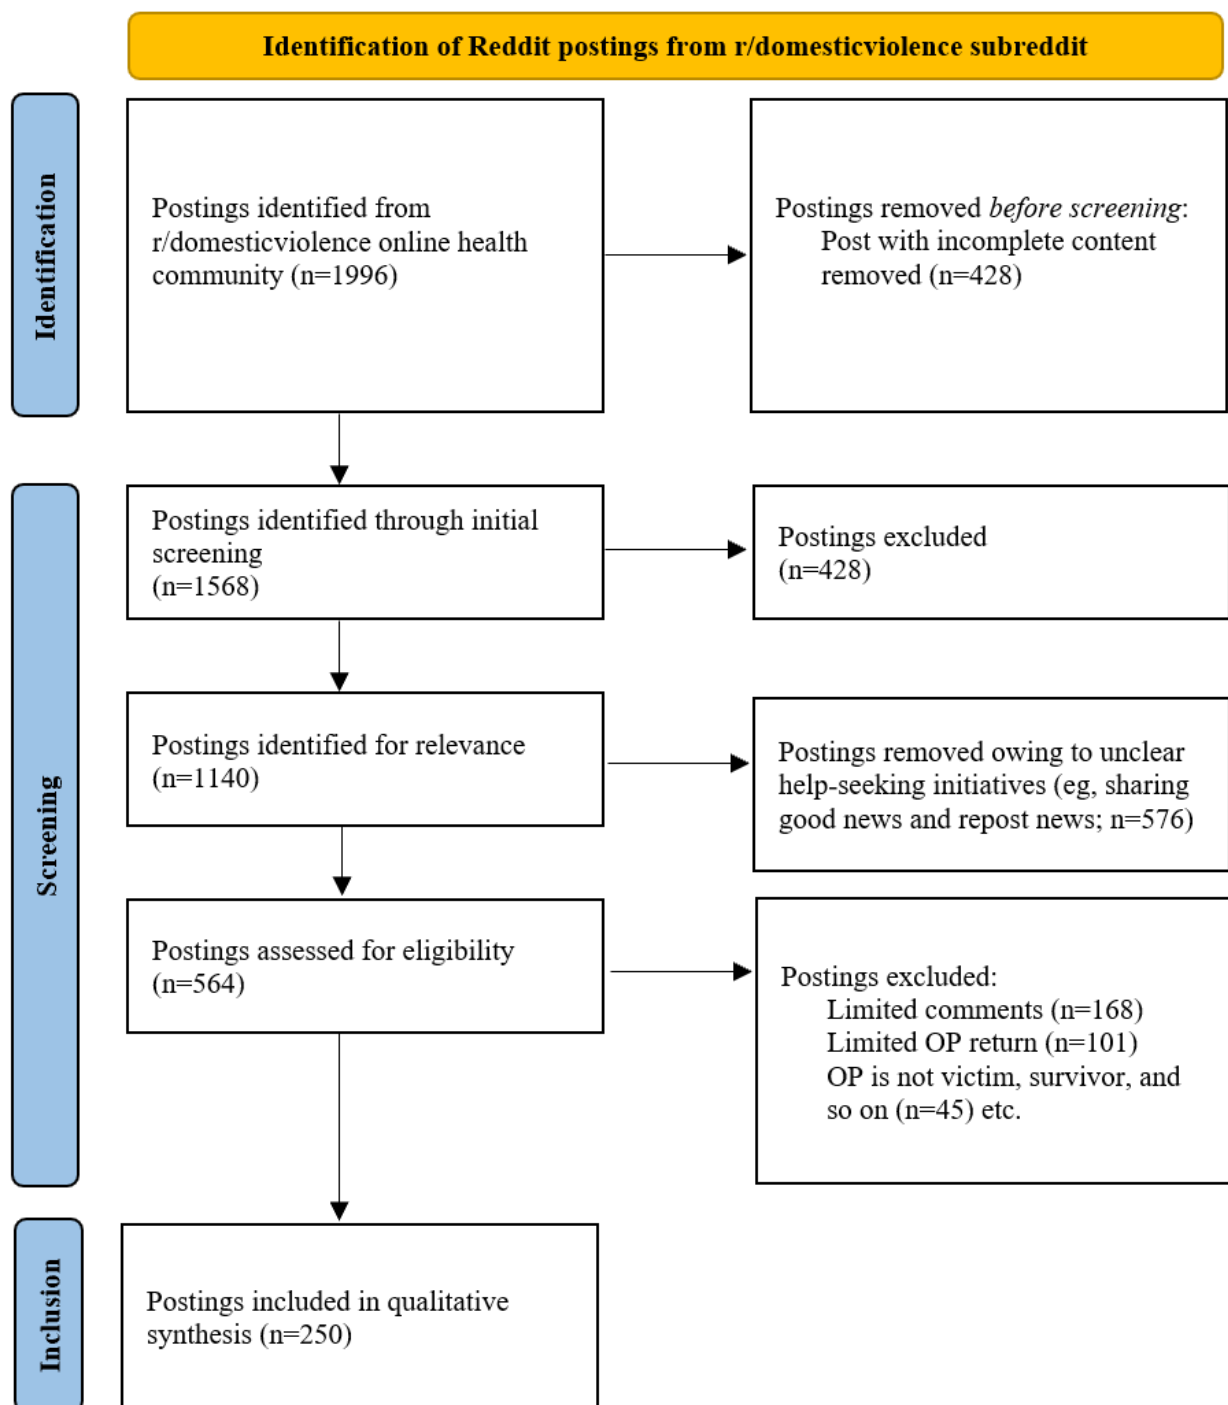 Identification of Reddit postings from r/domesticviolence subreddit
Identification
Postings identified from
r/domesticviolence online health
community (n=1996)
Postings removed before screening:
Post with incomplete content
removed (n=428)
Screening
Postings identified through initial
screening
(n=1568)
Postings excluded
(n=428)
Postings identified for relevance
(n=1140)
Postings removed owing to unclear
help-seeking initiatives (eg, sharing
good news and repost news; n=576)
Postings assessed for eligibility
(n=564)
Postings excluded:
Limited comments (n=168)
Limited OP return (n=101)
OP is not victim, survivor, and
so on (n=45) etc.
Inclusion
Postings included in qualitative
synthesis (n=250)